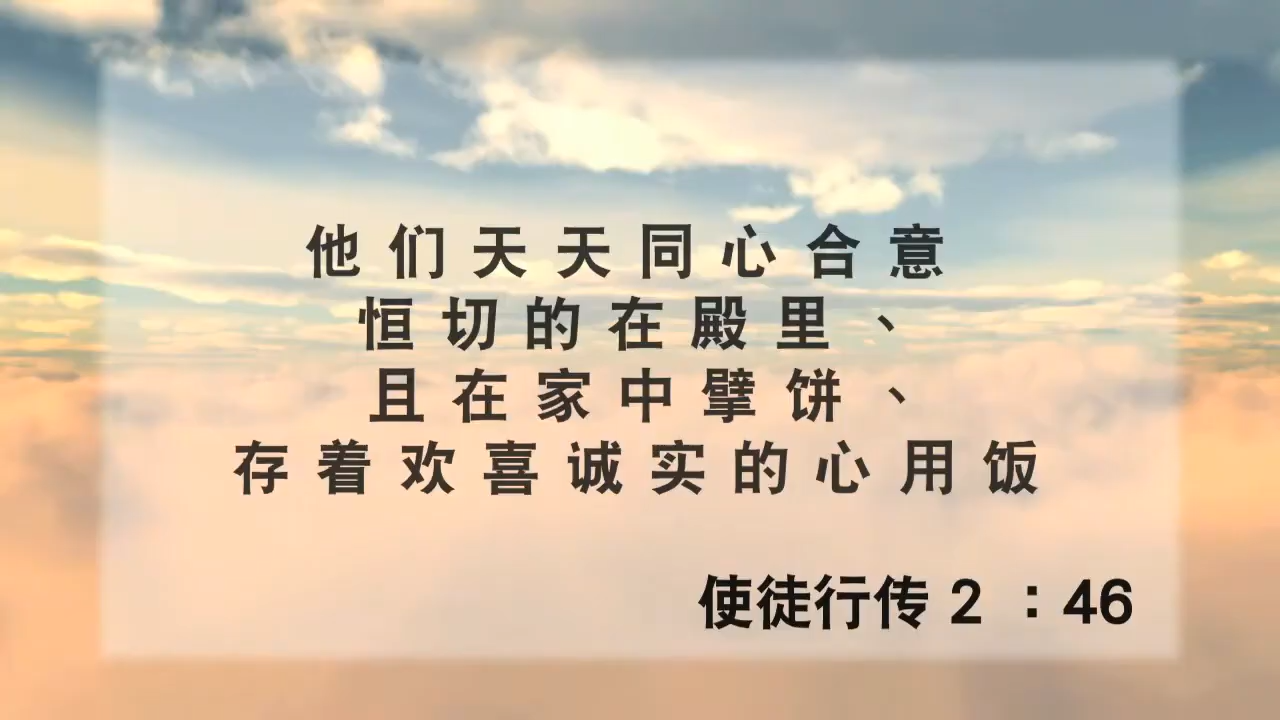 他们天天同心合意
恒切的在殿里、
且在家中擘饼、
存着欢喜诚实的心用饭
使徒行传 2 ：46